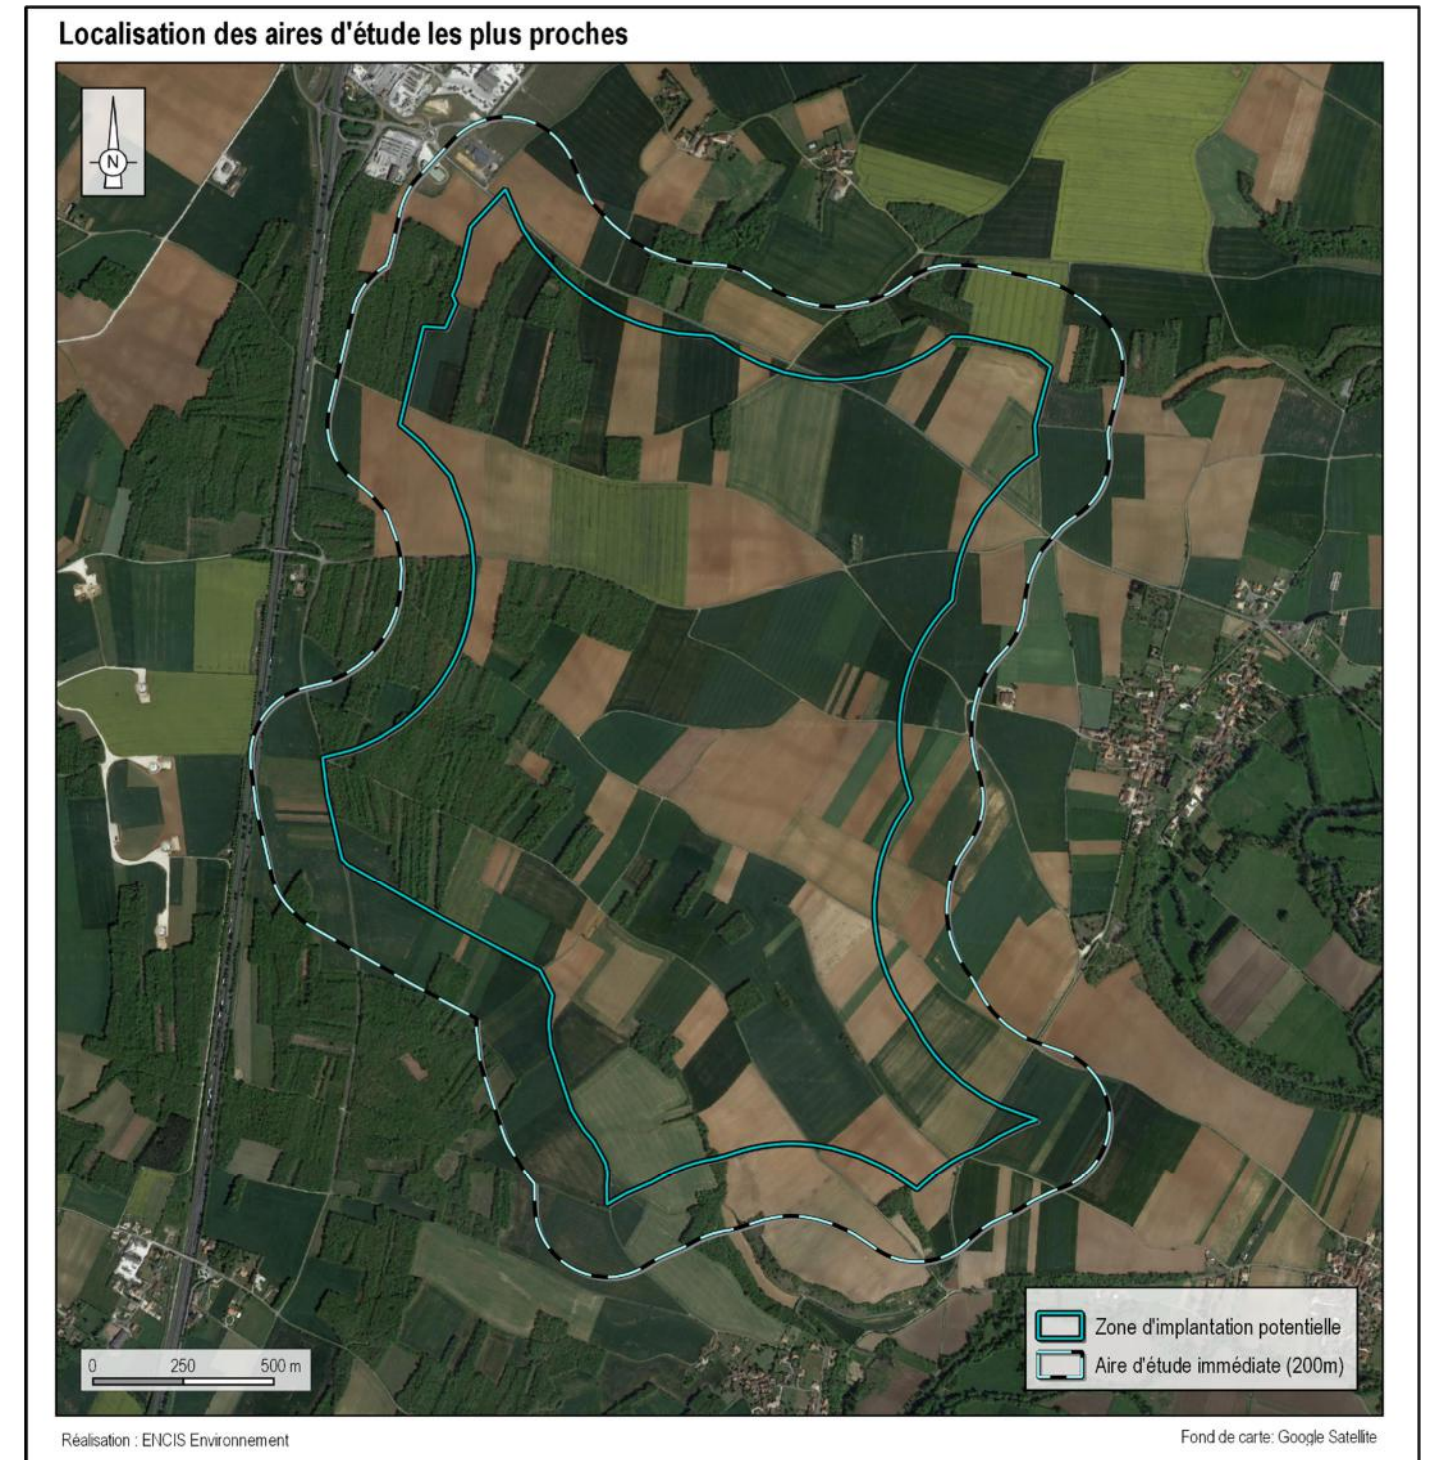 Localisation des aires d'étude les plus proches
N
0 250 500 m
Zone d'implantation potentielle
Aire d'étude immédiate (200m)
Réalisation : ENCIS Environnement
Fond de carte: Google Satellite